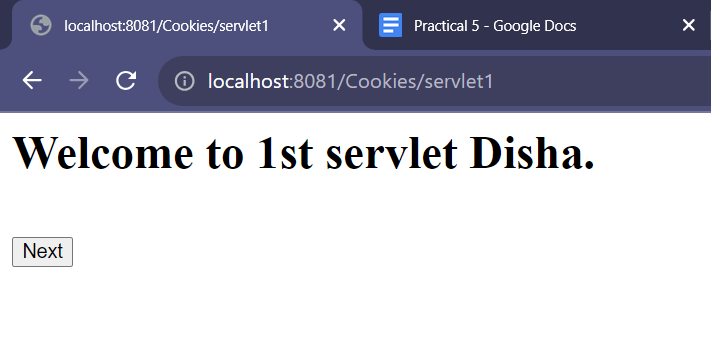 localhost:8081/Cookies/servlet1
Practical 5 - Google Docs
localhost:8081/Cookies/servlet1
Welcome to 1st servlet Disha.
Next